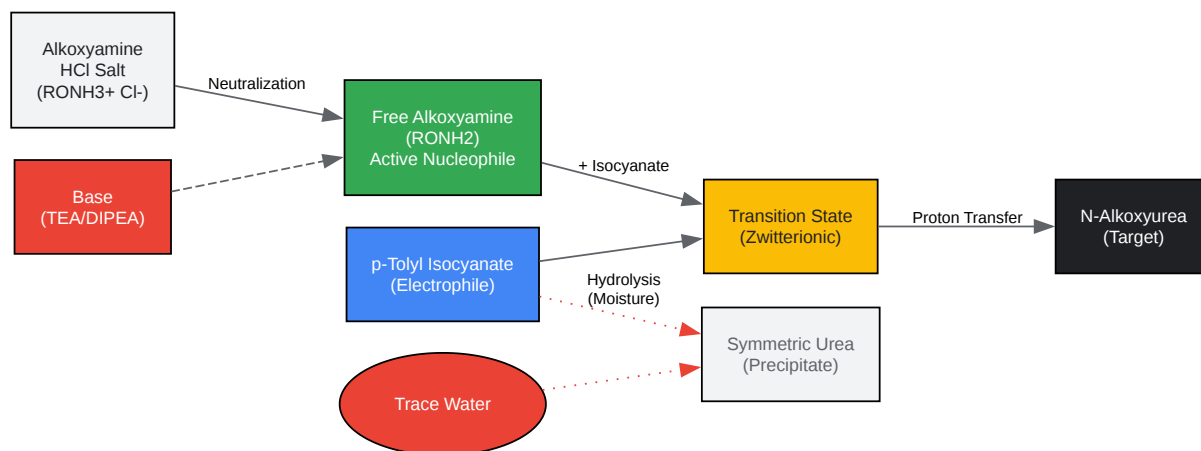 Alkoxyamine
HCl Salt
(RONH3+ Cl-)
Neutralization
Base
(TEA/DIPEA)
Free Alkoxyamine
(RONH2)
Active Nucleophile
+ Isocyanate
p-Tolyl Isocyanate
(Electrophile)
Hydrolysis
(Moisture)
Trace Water
Transition State
(Zwitterionic)
Proton Transfer
N-Alkoxyurea
(Target)
Symmetric Urea
(Precipitate)